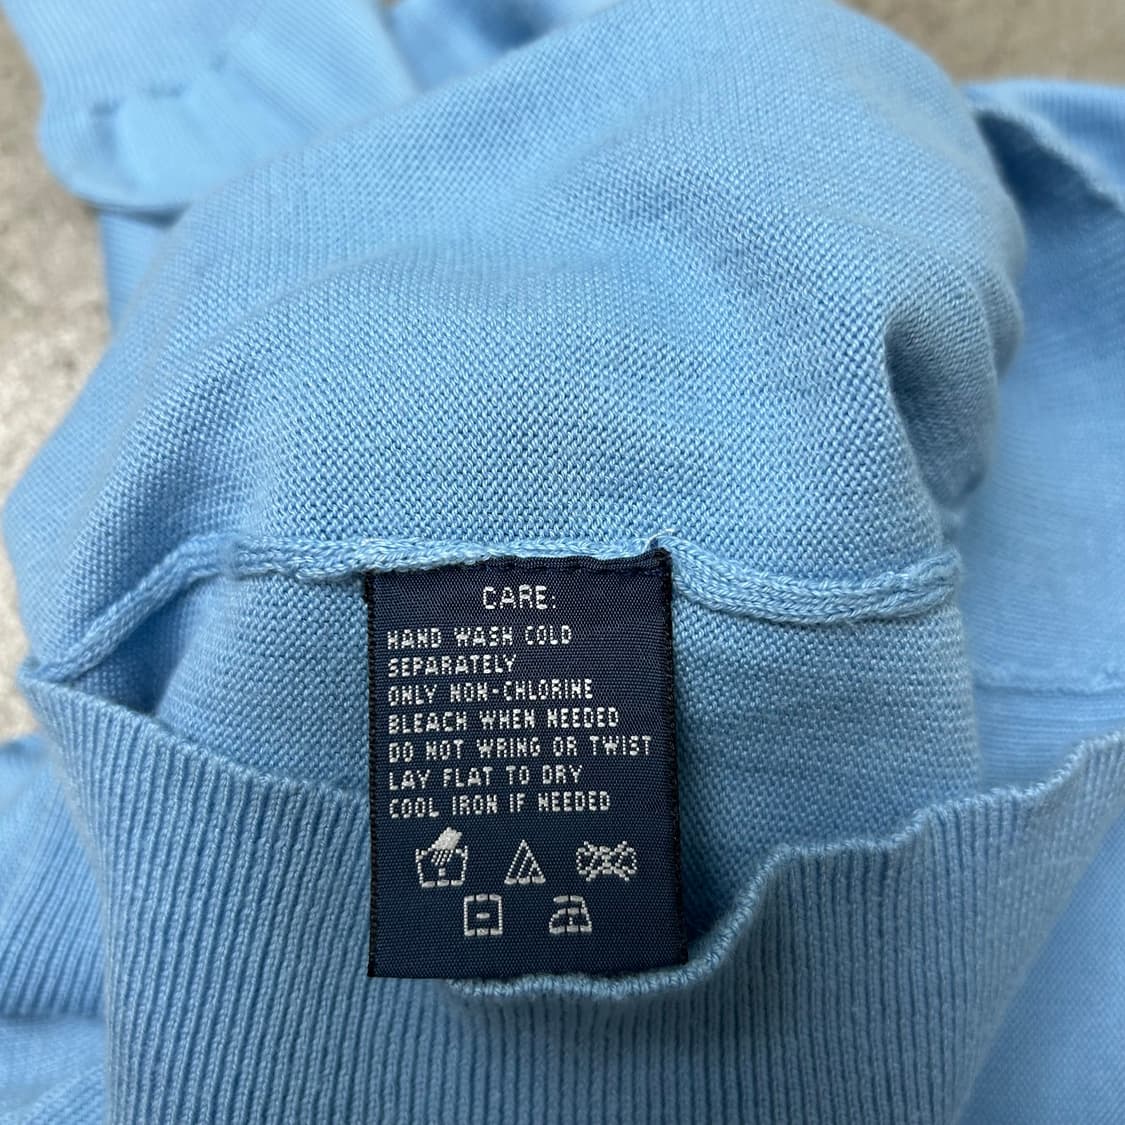 CARE:
HAND WASH COLD
SEPARATELY
ONLY NON-CHLORINE
BLEACH WHEN NEEDED
DO NOT WRING OR TWIST
LAY FLAT TO DRY
COOL IRON IF NEEDED